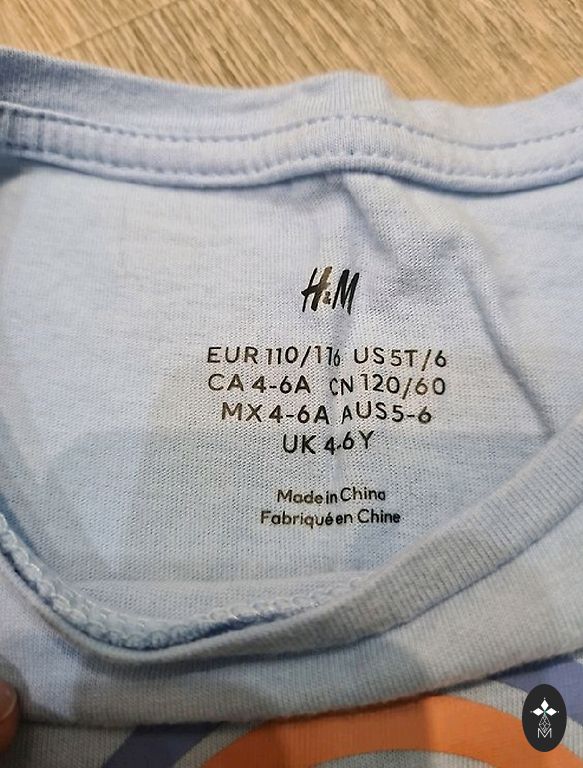 H&M
EUR 110/116 US 5T/6
CA 4-6A CN 120/60
MX 4-6A AUS 5-6
UK 4-6Y
Made in China
Fabriqué en Chine
M